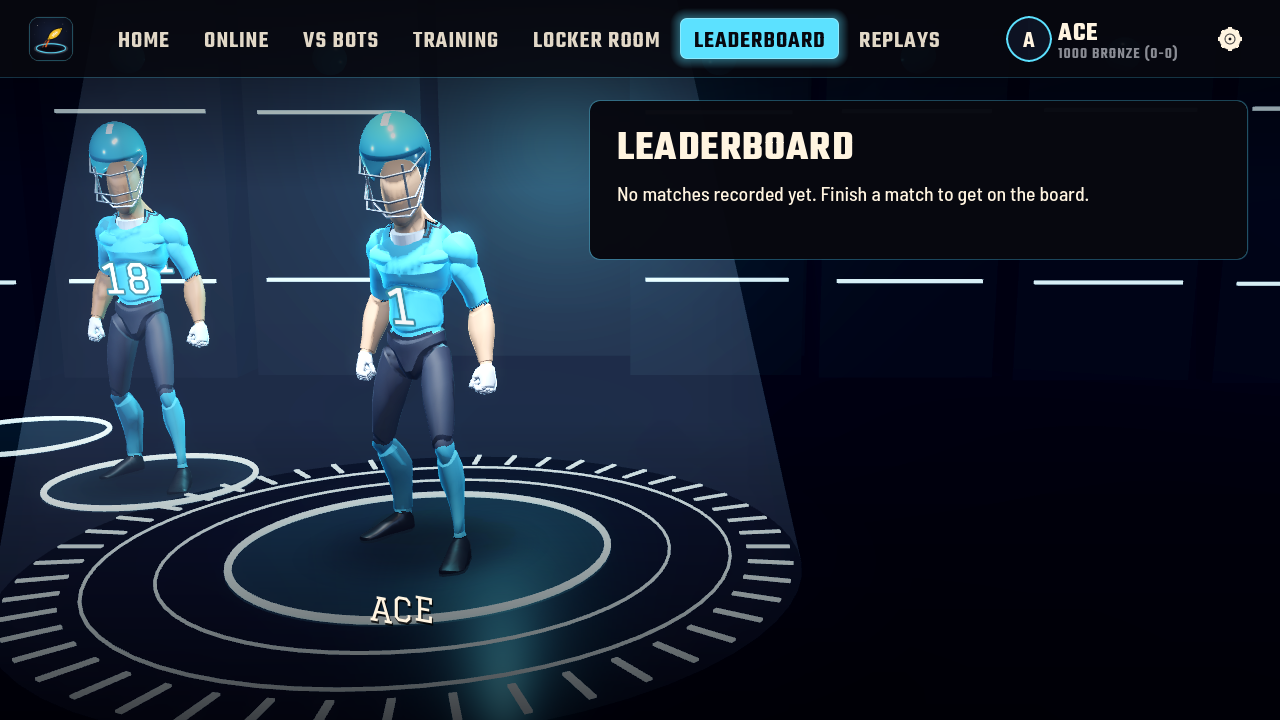 HOME ONLINE VS BOTS TRAINING LOCKER ROOM LEADERBOARD REPLAYS
A ACE
1000 BRONZE (0-0)
LEADERBOARD
No matches recorded yet. Finish a match to get on the board.
18
1
ACE